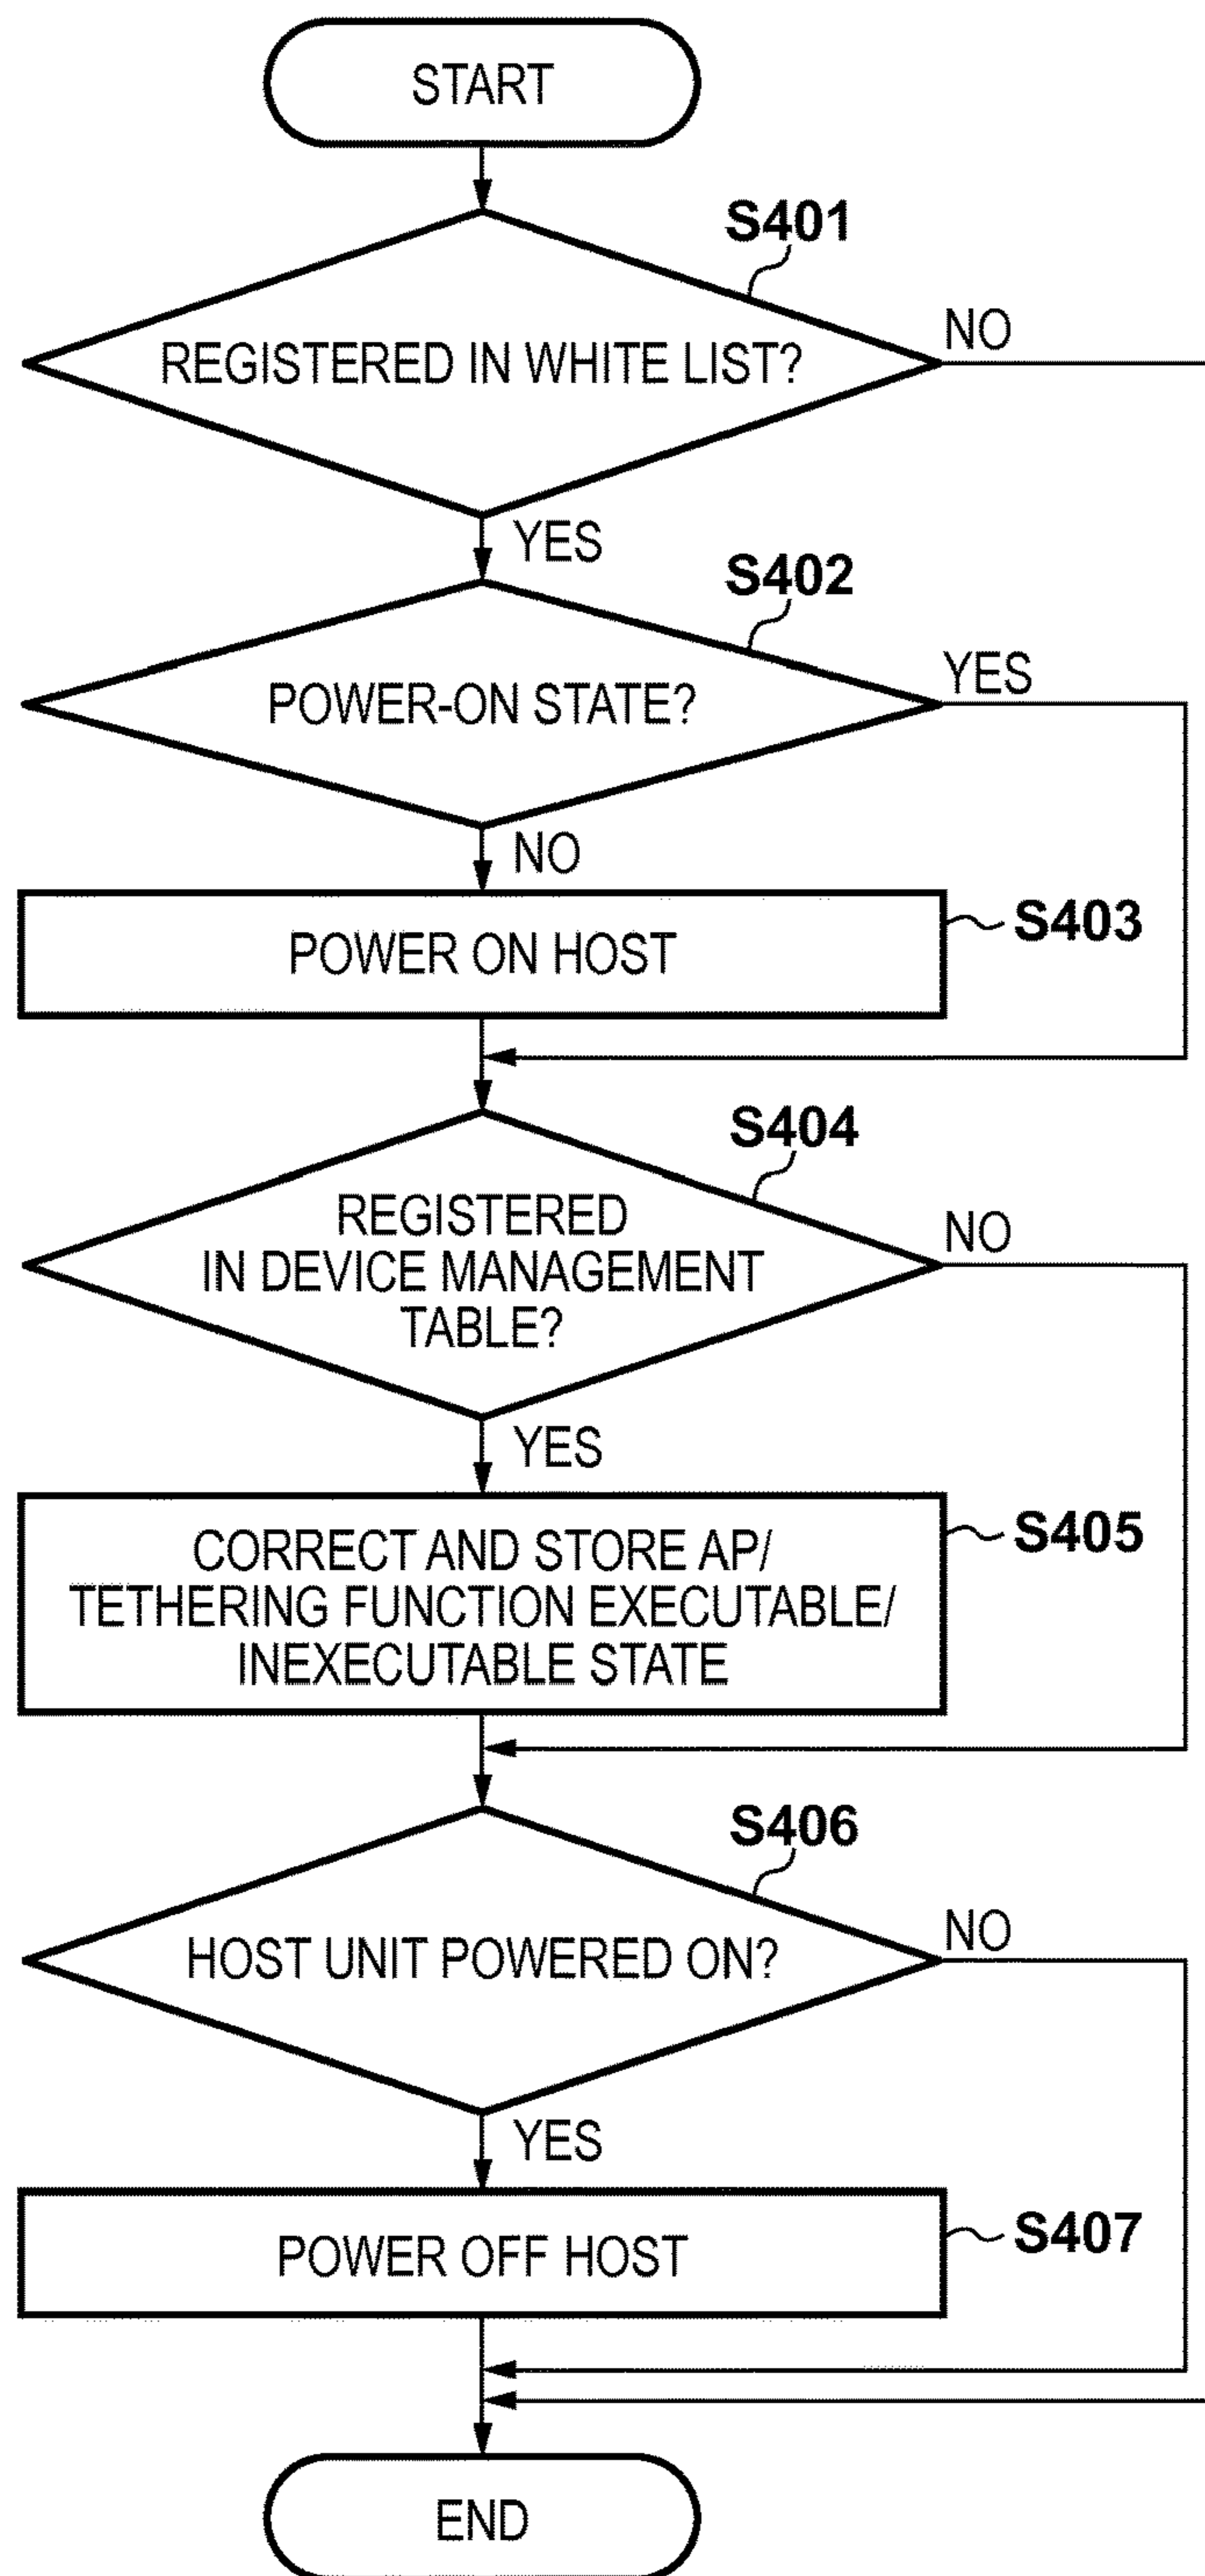 START
S401
REGISTERED IN WHITE LIST?
NO
YES
S402
POWER-ON STATE?
YES
NO
POWER ON HOST
S403
S404
REGISTERED
IN DEVICE MANAGEMENT
TABLE?
NO
YES
CORRECT AND STORE AP/
TETHERING FUNCTION EXECUTABLE/
INEXECUTABLE STATE
S405
S406
HOST UNIT POWERED ON?
NO
YES
POWER OFF HOST
S407
END